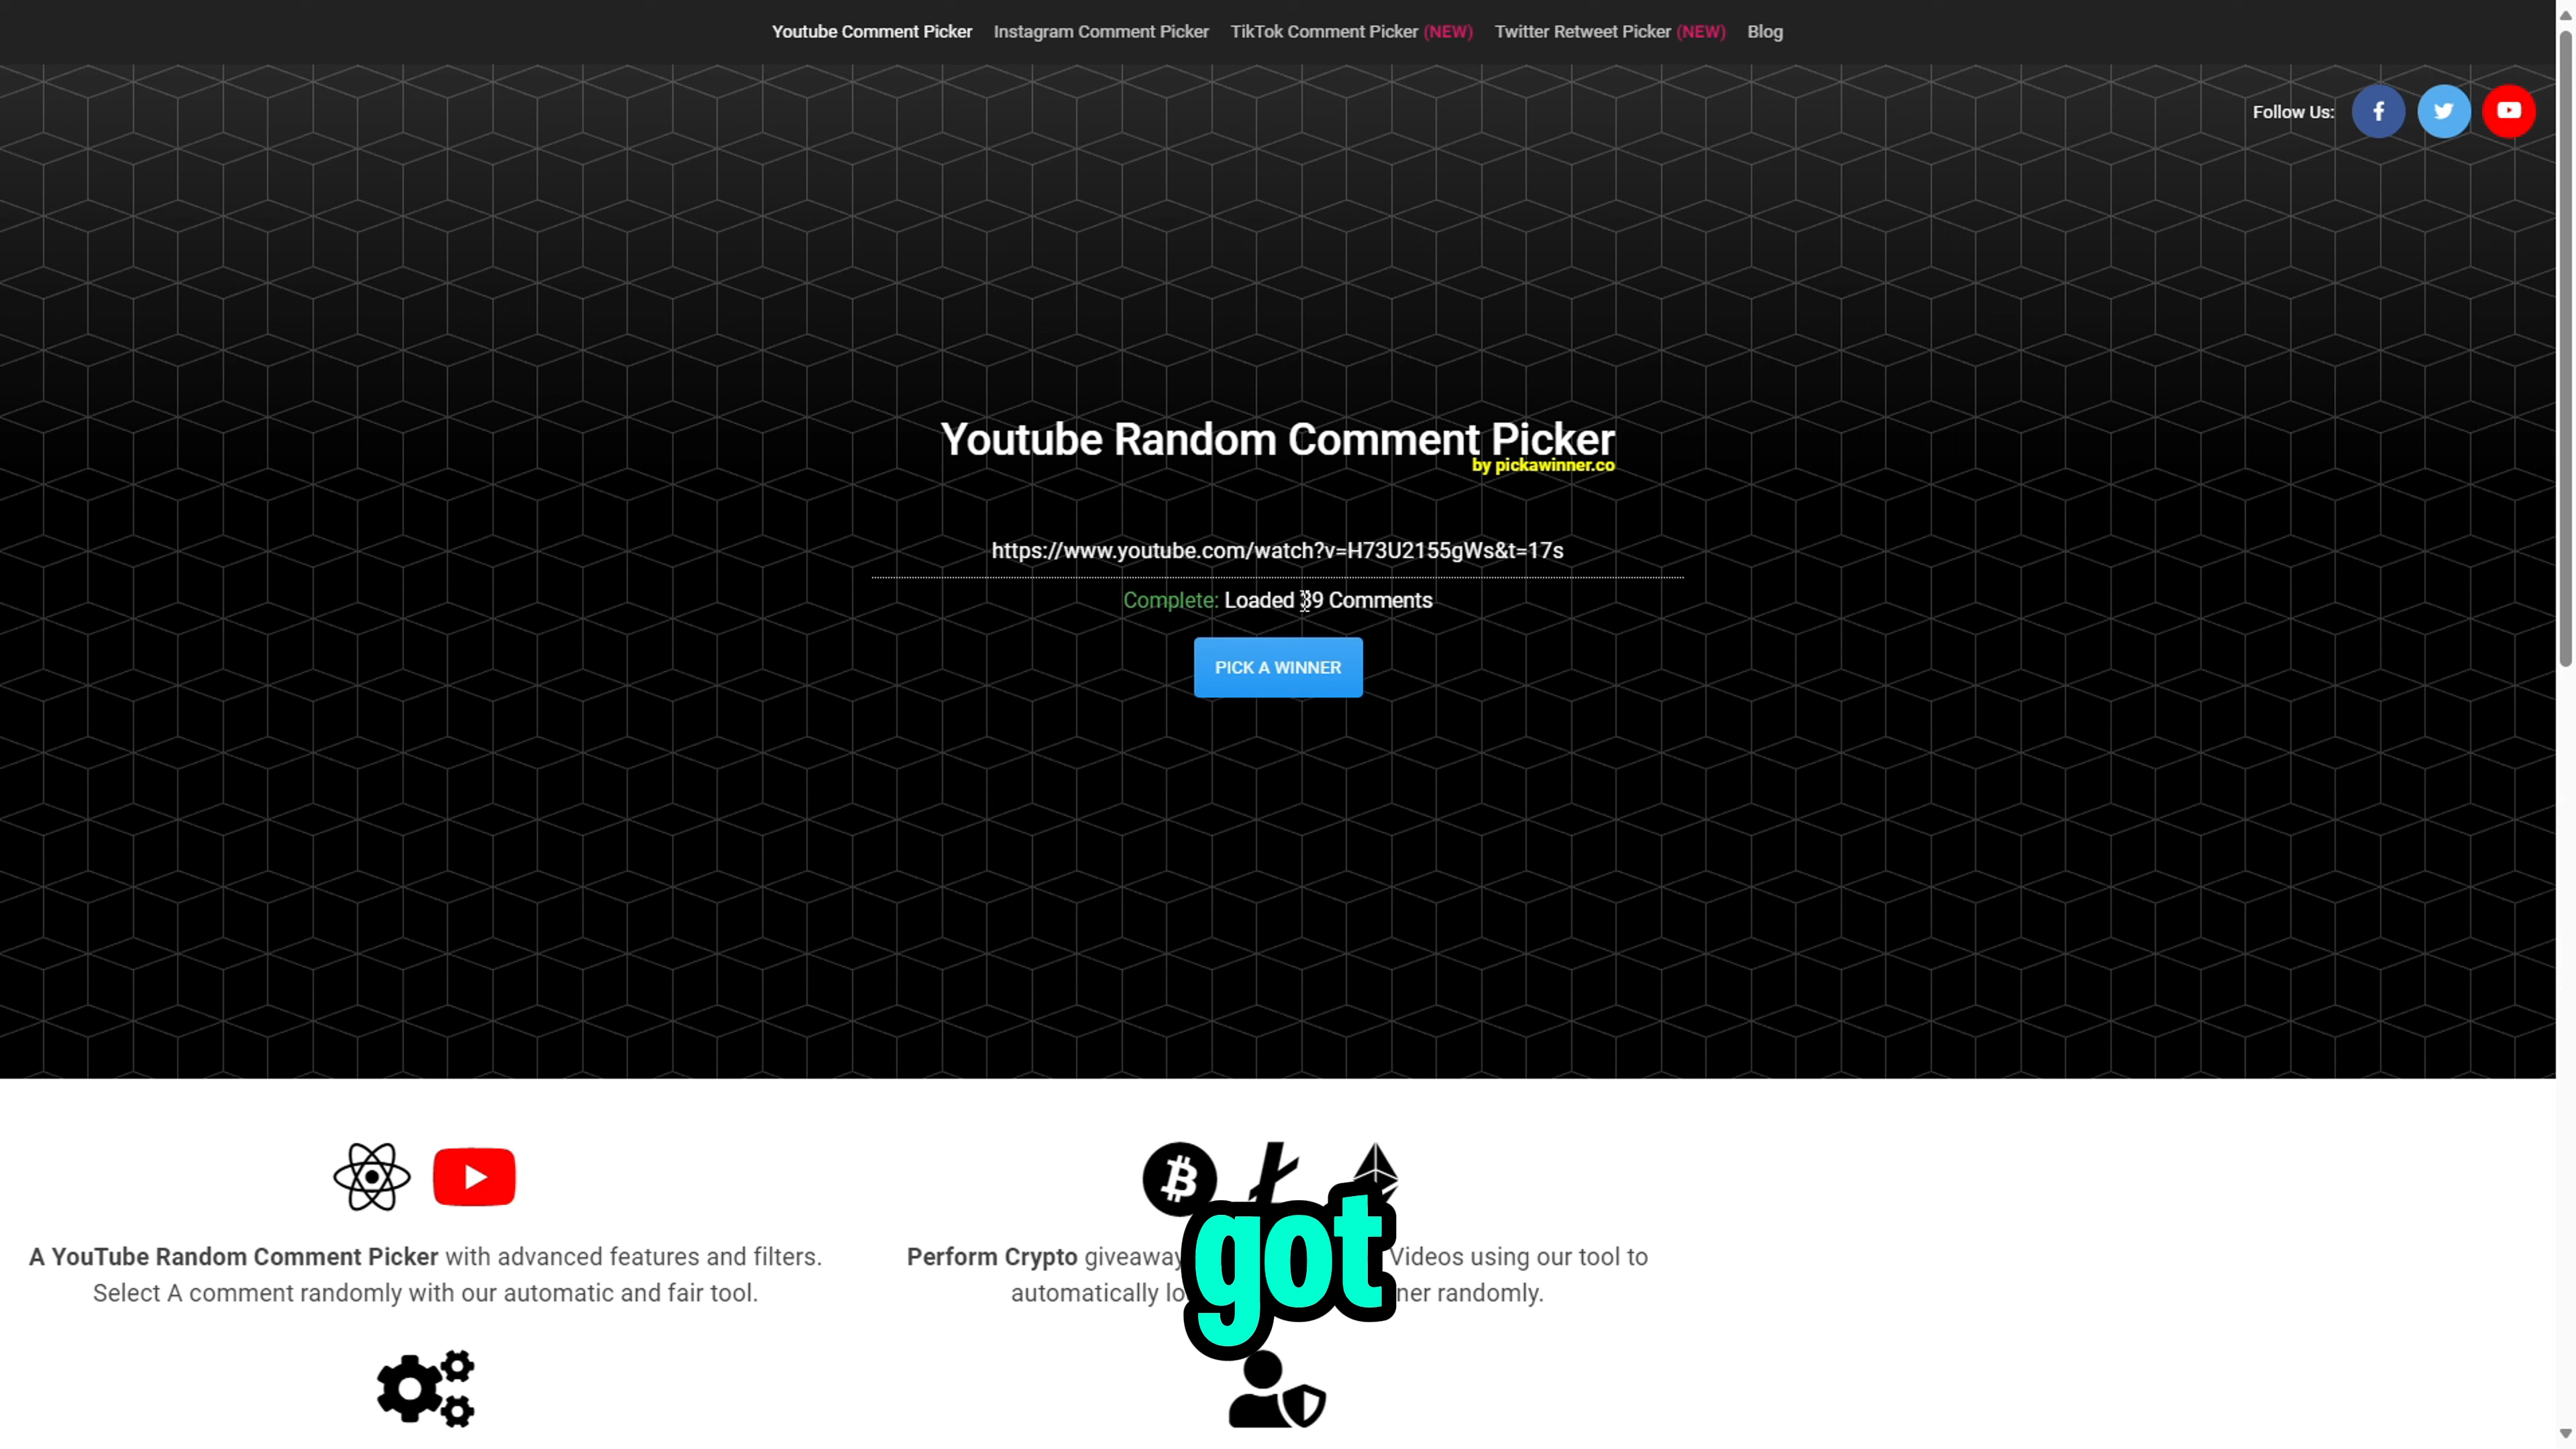 Youtube Comment Picker Instagram Comment Picker TikTok Comment Picker (NEW) Twitter Retweet Picker (NEW) Blog
Follow Us:
Youtube Random Comment Picker
by pickawinner.co
https://www.youtube.com/watch?v=H73U2155gWs&t=17s
Complete: Loaded Comments
PICK A WINNER
A YouTube Random Comment Picker with advanced features and filters.
Select A comment randomly with our automatic and fair tool.
Perform Crypto Videos using our tool to
automatically randomly.
got